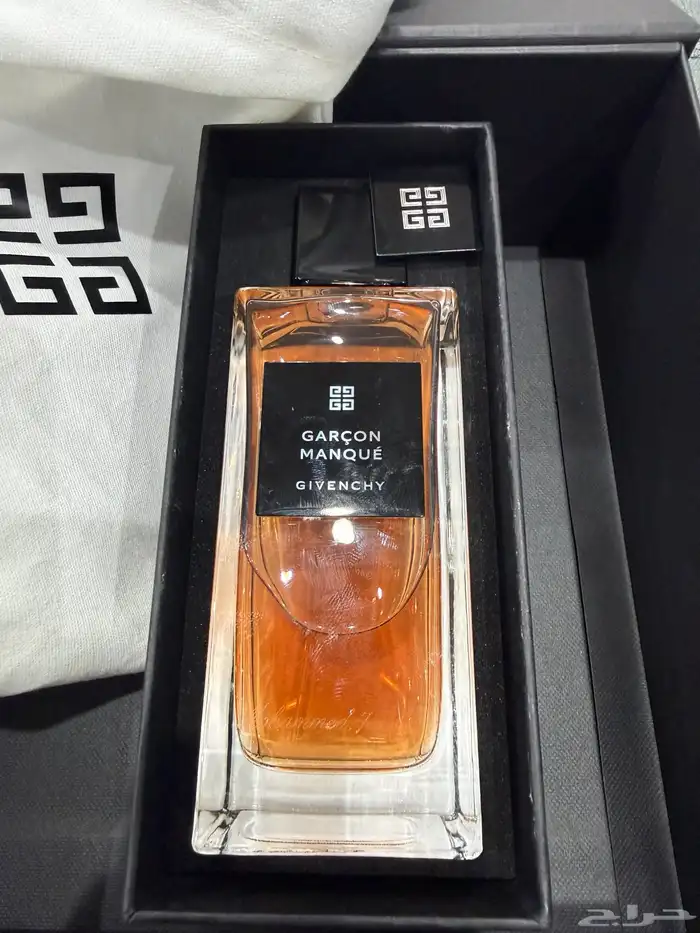 GARÇON
MANQUÉ
GIVENCHY
حراج